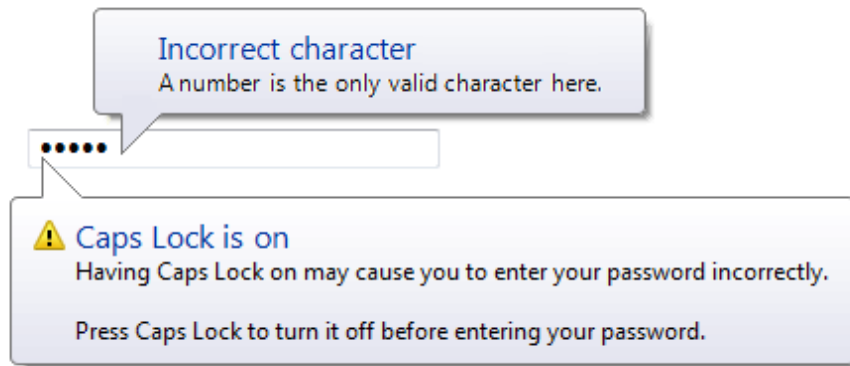 Incorrect character
A number is the only valid character here.
•••••
Caps Lock is on
Having Caps Lock on may cause you to enter your password incorrectly.
Press Caps Lock to turn it off before entering your password.